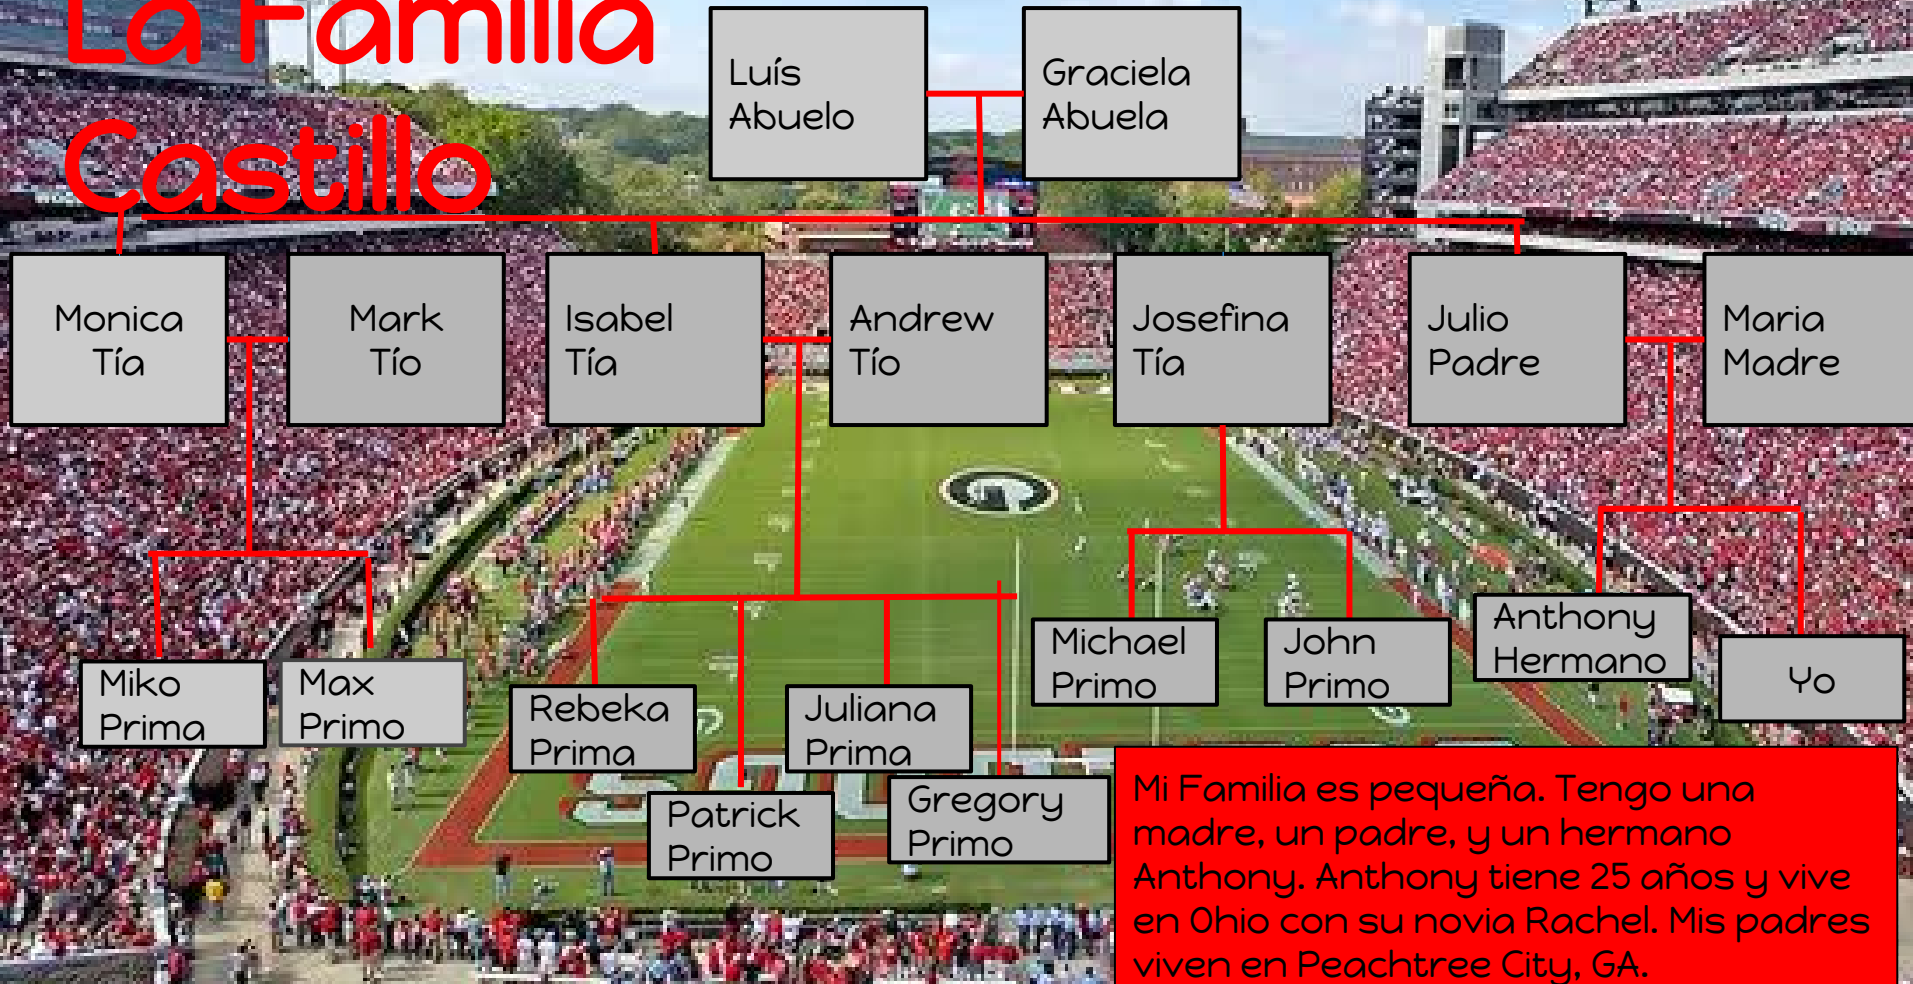 La Familia
Castillo
Luís
Abuelo
Graciela
Abuela
Monica
Tía
Mark
Tío
Isabel
Tía
Andrew
Tío
Josefina
Tía
Julio
Padre
Maria
Madre
Miko
Prima
Max
Primo
Rebeka
Prima
Patrick
Primo
Juliana
Prima
Gregory
Primo
Michael
Primo
John
Primo
Anthony
Hermano
Yo
Mi Familia es pequeña. Tengo una
madre, un padre, y un hermano
Anthony. Anthony tiene 25 años y vive
en Ohio con su novia Rachel. Mis padres
viven en Peachtree City, GA.